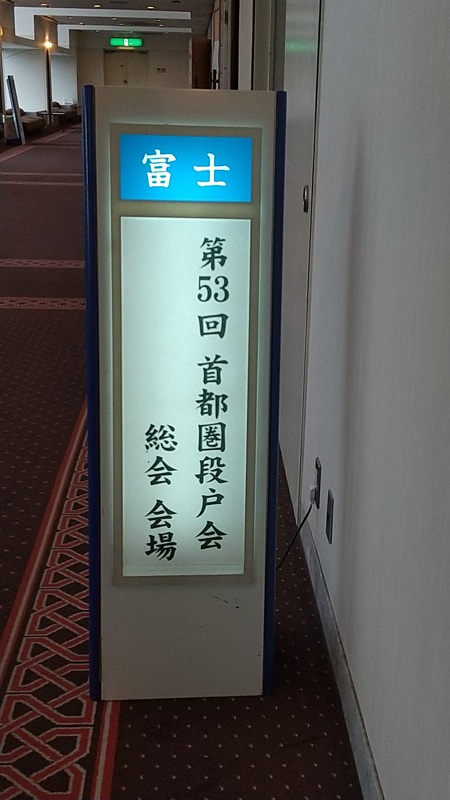 富士
第53回 首都圏段戸会
総会 会場